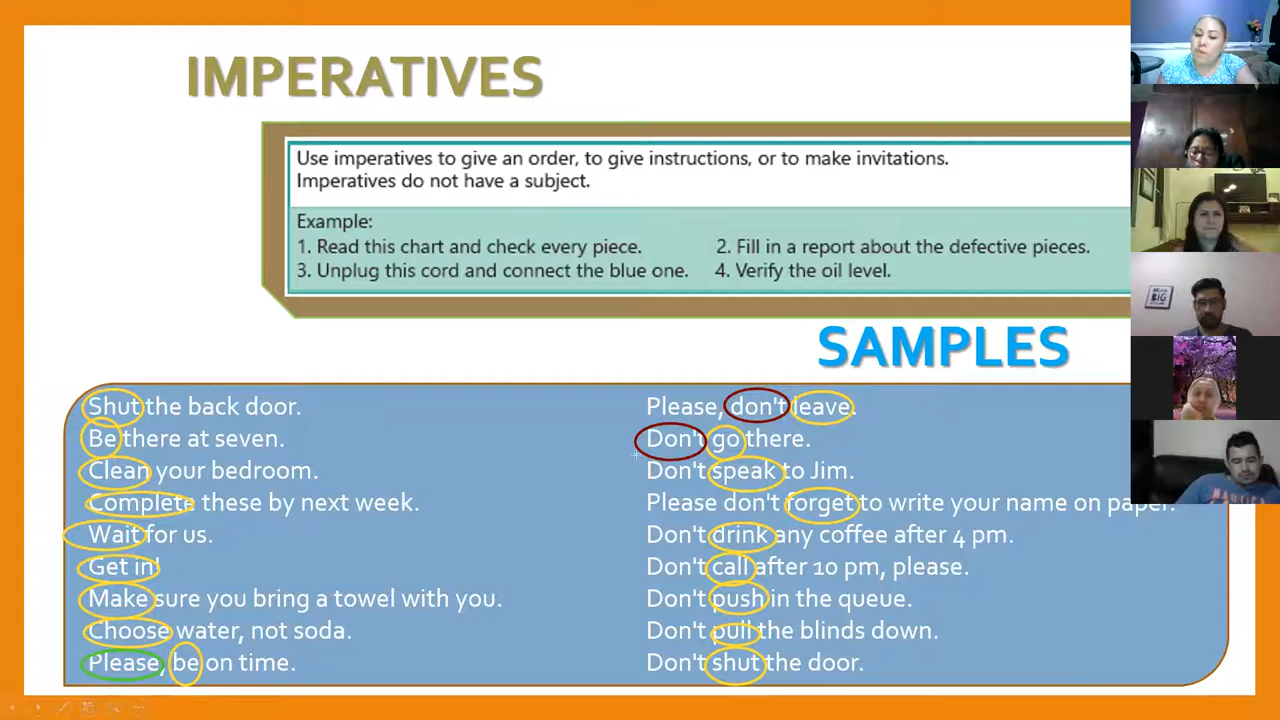 IMPERATIVES
Use imperatives to give an order, to give instructions, or to make invitations.
Imperatives do not have a subject.
Example:
1. Read this chart and check every piece.
2. Fill in a report about the defective pieces.
3. Unplug this cord and connect the blue one.
4. Verify the oil level.
SAMPLES
Shut the back door.
Be there at seven.
Clean your bedroom.
Complete these by next week.
Wait for us.
Get in!
Make sure you bring a towel with you.
Choose water, not soda.
Please, be on time.
Please, don't leave.
Don't go there.
Don't speak to Jim.
Please don't forget to write your name on paper.
Don't drink any coffee after 4 pm.
Don't call after 10 pm, please.
Don't push in the queue.
Don't pull the blinds down.
Don't shut the door.
BIG
NAUTICA